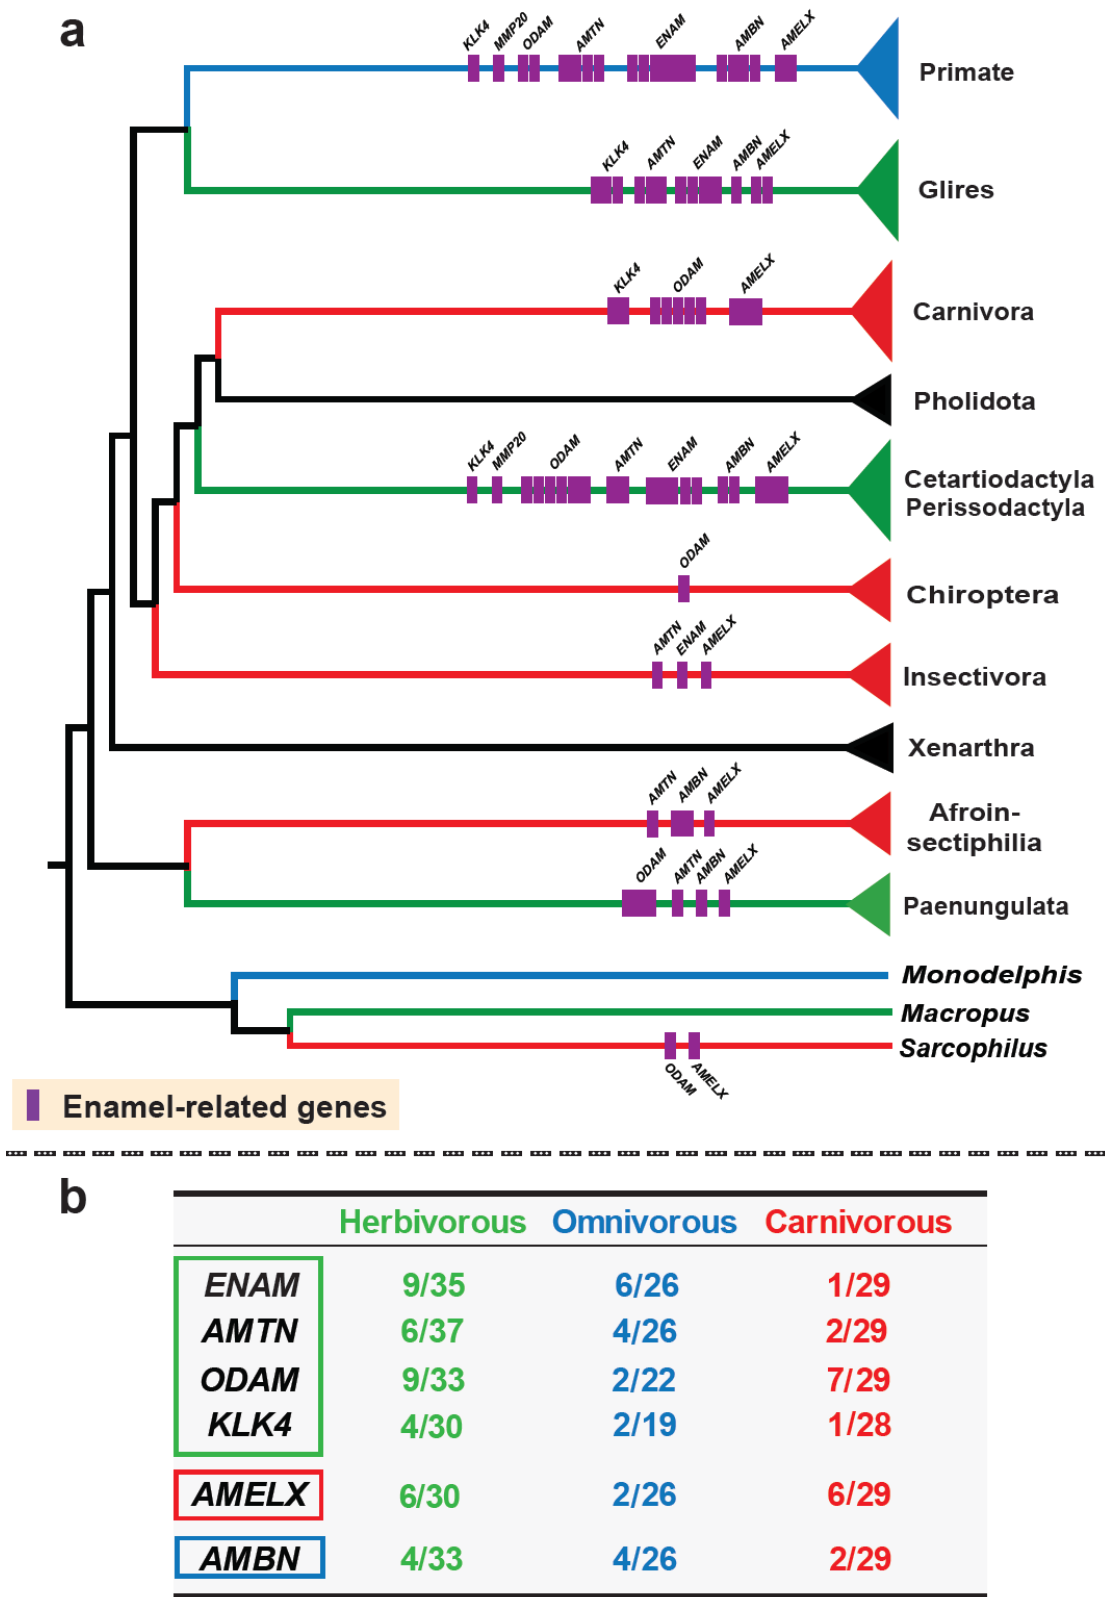 a
KLK4 MMP20 ODAM AMTN ENAM AMBN AMELX
Primate
KLK4 AMTN ENAM AMBN AMELX
Glires
KLK4 ODAM AMELX
Carnivora
Pholidota
KLK4 MMP20 ODAM AMTN ENAM AMBN AMELX
Cetartiodactyla
Perissodactyla
ODAM
Chiroptera
AMTN ENAM AMELX
Insectivora
Xenarthra
AMTN AMBN AMELX
Afroin-
sectiphilia
ODAM AMTN AMBN AMELX
Paenungulata
Monodelphis
Macropus
Sarcophilus
ODAM AMELX
Enamel-related genes
b
Herbivorous Omnivorous Carnivorous
ENAM 9/35 6/26 1/29
AMTN 6/37 4/26 2/29
ODAM 9/33 2/22 7/29
KLK4 4/30 2/19 1/28
AMELX 6/30 2/26 6/29
AMBN 4/33 4/26 2/29